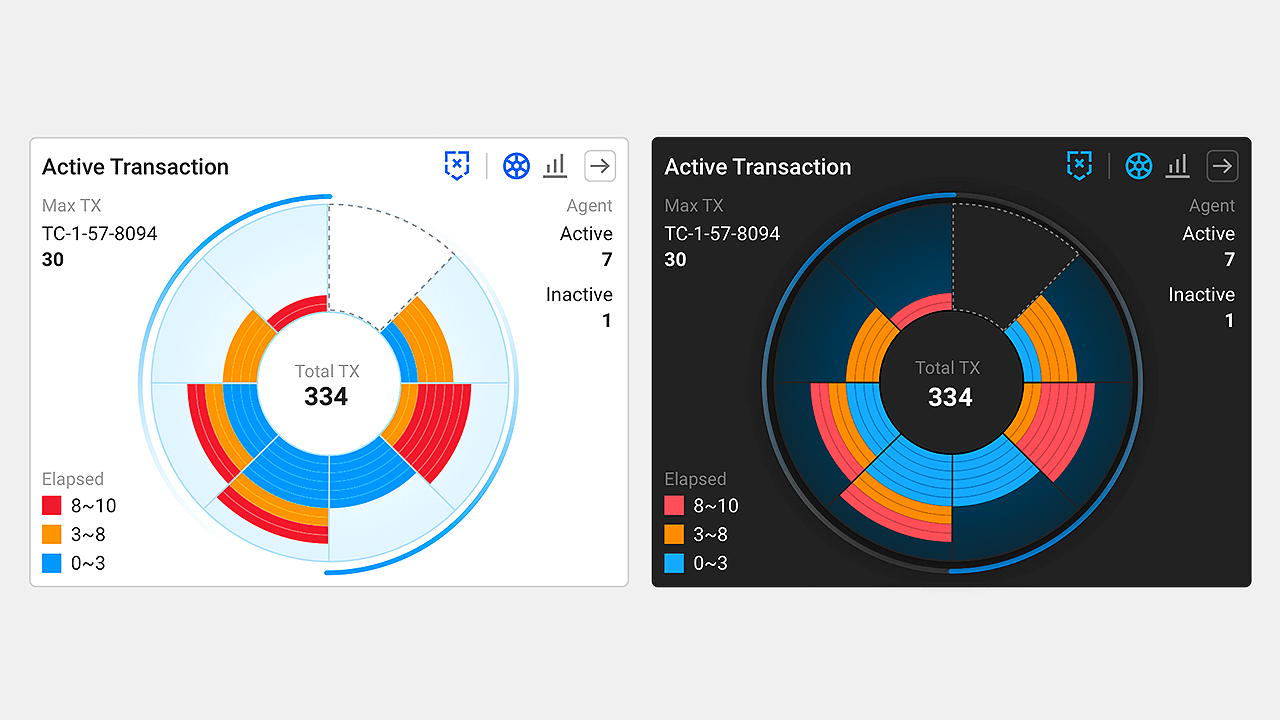 Active Transaction
Max TX
TC-1-57-8094
30
Agent
Active
7
Inactive
1
Total TX
334
Elapsed
8~10
3~8
0~3
Active Transaction
Max TX
TC-1-57-8094
30
Agent
Active
7
Inactive
1
Total TX
334
Elapsed
8~10
3~8
0~3